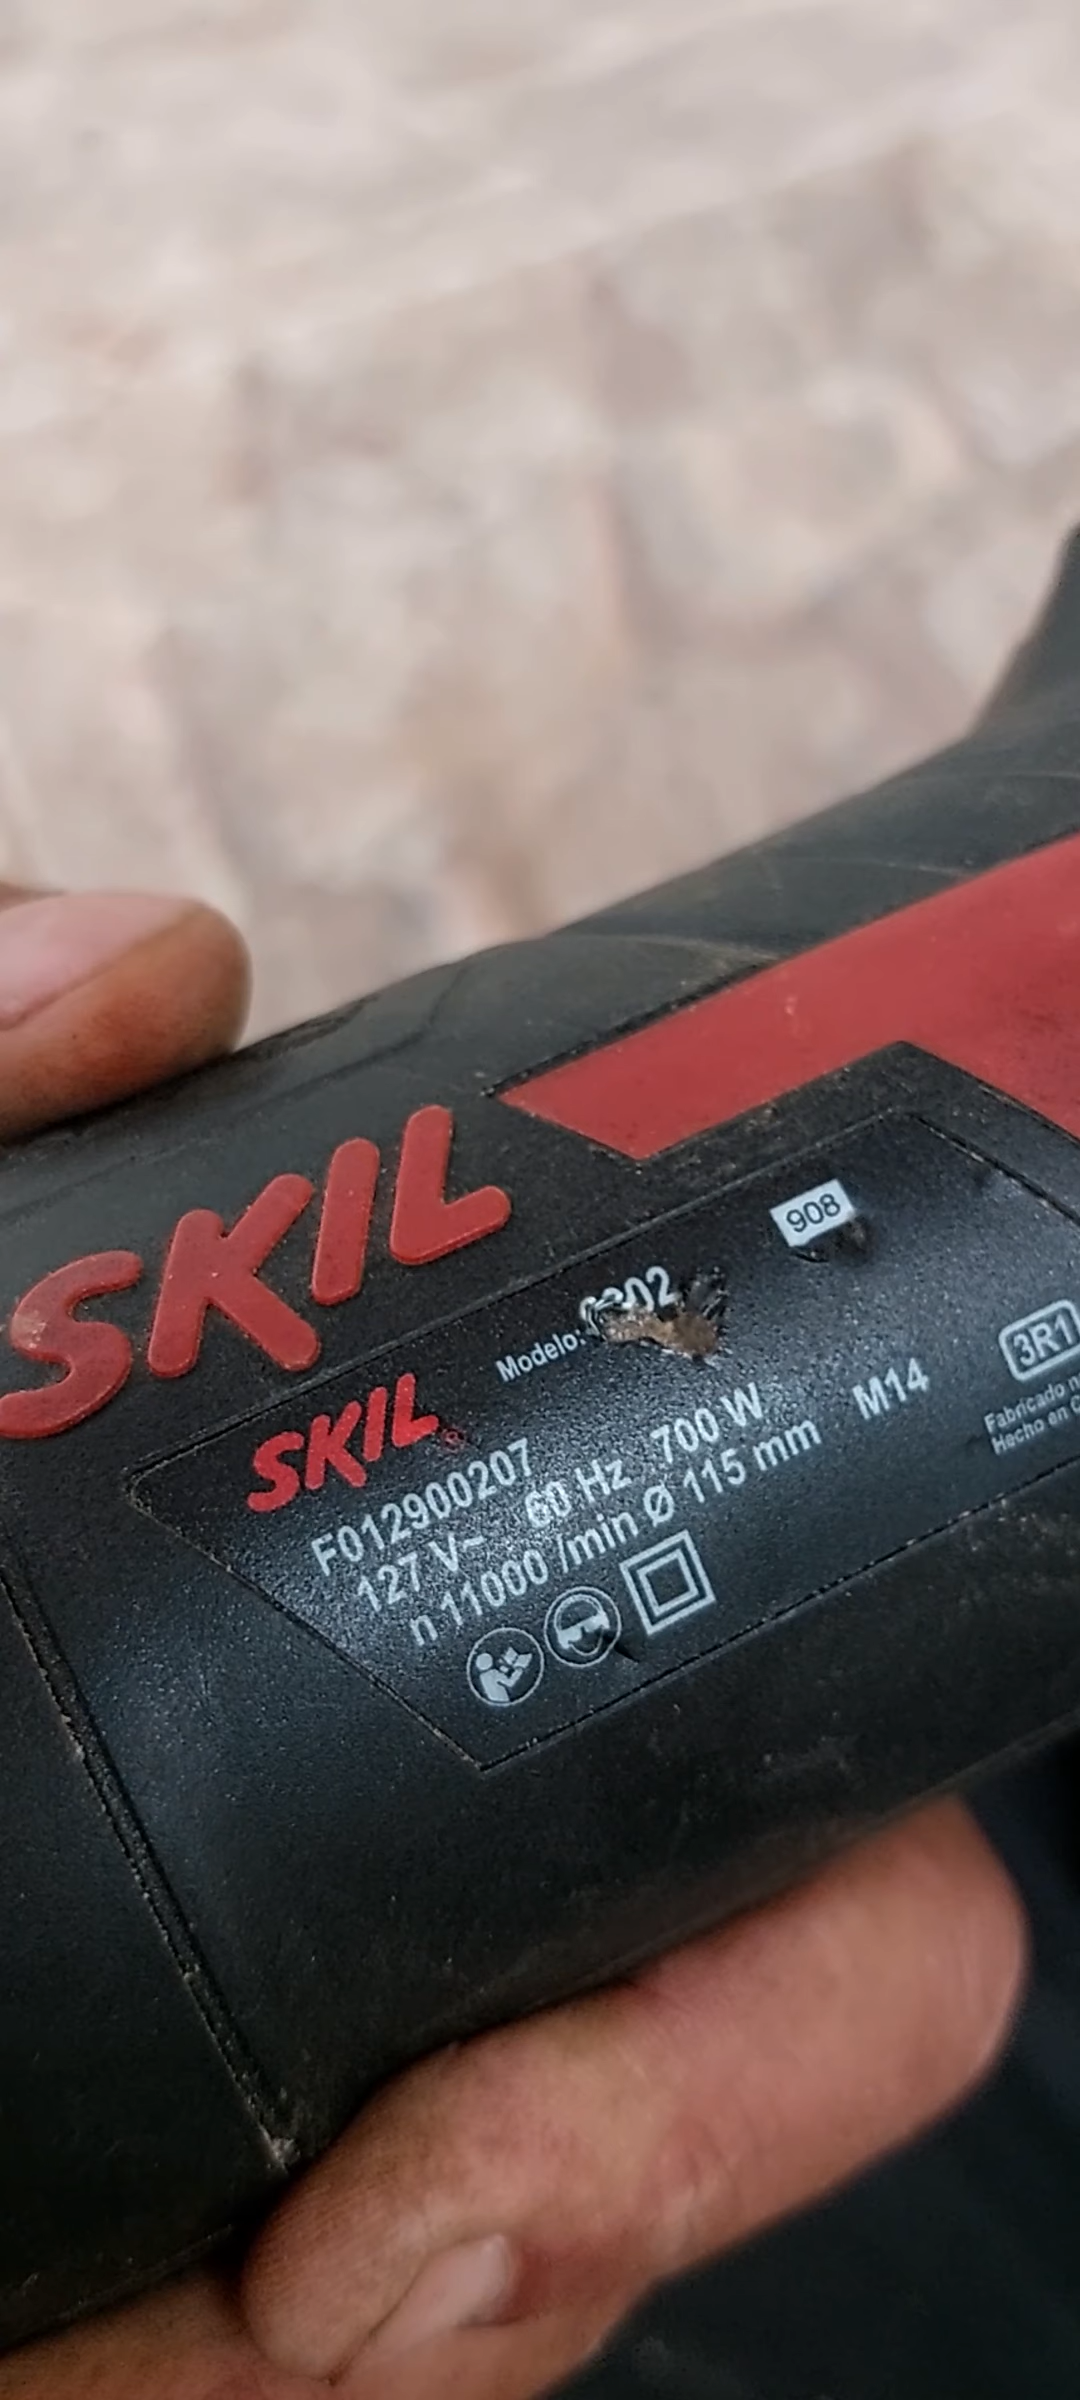 SKIL
908
Modelo:
SKIL®
F012900207
127 V~ 60 Hz 700 W
n 11000 /min Ø 115 mm M14
3R1
Fabricado
Hecho en